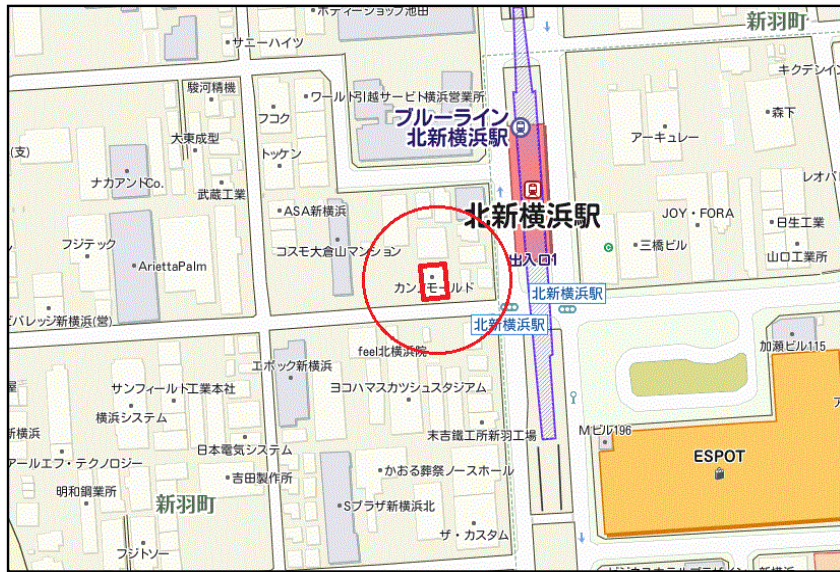 ボディーショップ池田
新羽町
サニーハイツ
キクデンイン
駿河精機
ワールド引越サービス横浜営業所
フコク
ブルーライン
北新横浜駅
森下
大東成型
アーキュレー
(支)
トッケン
ナカアンドCo.
レオパ
武蔵工業
北新横浜駅
ASA新横浜
JOY・FORA
日生工業
フジテック
コスモ大倉山マンション
三橋ビル
出入口1
山口工業所
AriettaPalm
カンノモールド
北新横浜駅
ビバレッジ新横浜(営)
北新横浜駅
加瀬ビル115
feel北横浜院
エポック新横浜
サンフィールド工業本社
ヨコハマスカッシュスタジアム
横浜システム
新横浜
末吉鐵工所新羽工場
Mビル196
日本電気システム
ESPOT
アールエフ・テクノロジー
かおる葬祭ノースホール
吉田製作所
明和鋼業所
新羽町
Sプラザ新横浜北
ザ・カスタム
フジトソー